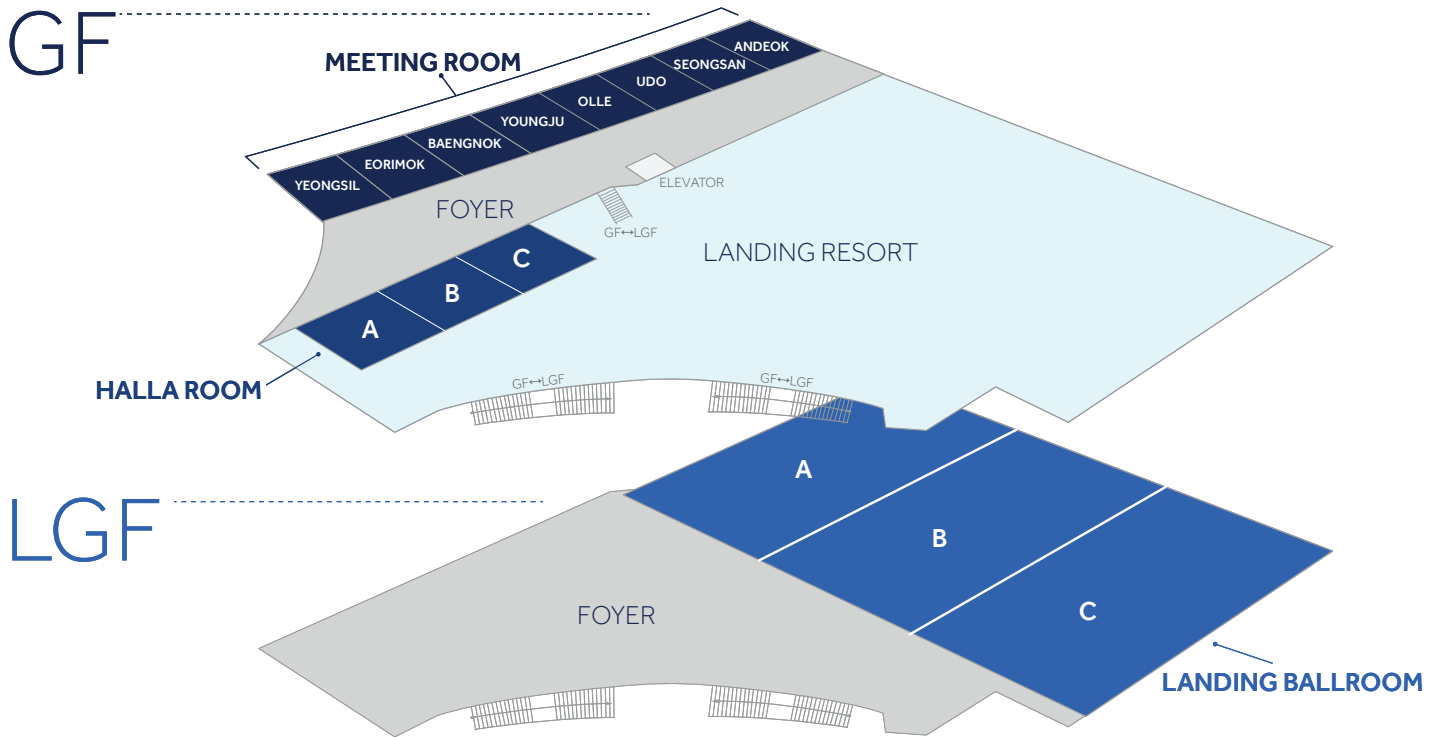 GF
MEETING ROOM
ANDEOK
SEONGSAN
UDO
OLLE
YOUNGJU
BAENGNOK
EORIMOK
YEONGSIL
ELEVATOR
FOYER
GF↔LGF
LANDING RESORT
C
B
A
HALLA ROOM
GF↔LGF
GF↔LGF
LGF
A
B
C
FOYER
LANDING BALLROOM